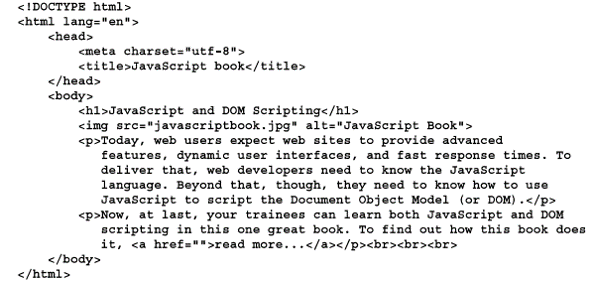 <!DOCTYPE html>
<html lang="en">
<head>
<meta charset="utf-8">
<title>JavaScript book</title>
</head>
<body>
<h1>JavaScript and DOM Scripting</h1>
<img src="javascriptbook.jpg" alt="JavaScript Book">
<p>Today, web users expect web sites to provide advanced
features, dynamic user interfaces, and fast response times. To
deliver that, web developers need to know the JavaScript
language. Beyond that, though, they need to know how to use
JavaScript to script the Document Object Model (or DOM).</p>
<p>Now, at last, your trainees can learn both JavaScript and DOM
scripting in this one great book. To find out how this book does
it, <a href="">read more...</a></p><br><br><br>
</body>
</html>